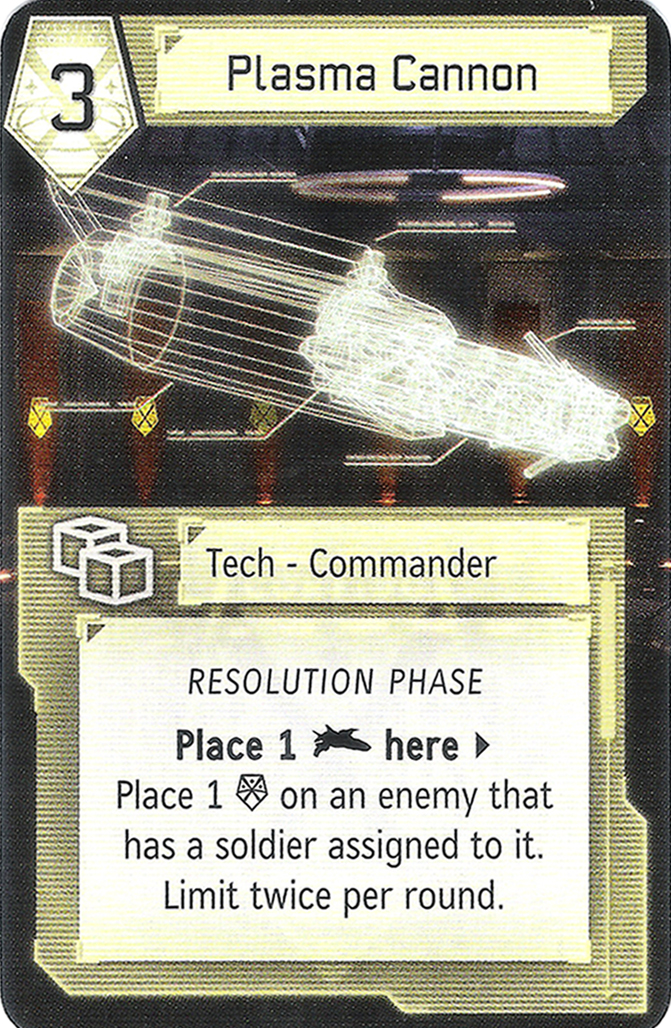 3
Plasma Cannon
Tech - Commander
RESOLUTION PHASE
Place 1 here
Place 1 on an enemy that
has a soldier assigned to it.
Limit twice per round.